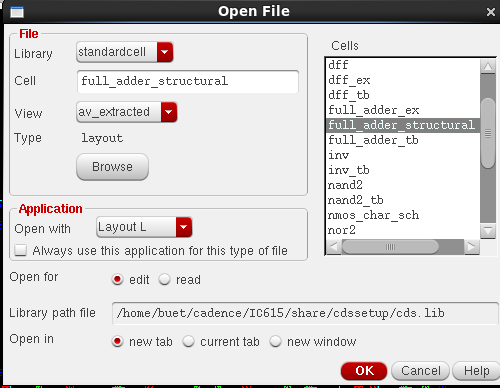 Open File
File
Library standardcell
Cell full_adder_structural
View av_extracted
Type layout
Browse
Application
Open with Layout L
Always use this application for this type of file
Cells
dff
dff_ex
dff_tb
full_adder_ex
full_adder_structural
full_adder_tb
inv
inv_tb
nand2
nand2_tb
nmos_char_sch
nor2
Open for edit read
Library path file /home/buet/cadence/IC615/share/cdssetup/cds.lib
Open in new tab current tab new window
OK Cancel Help